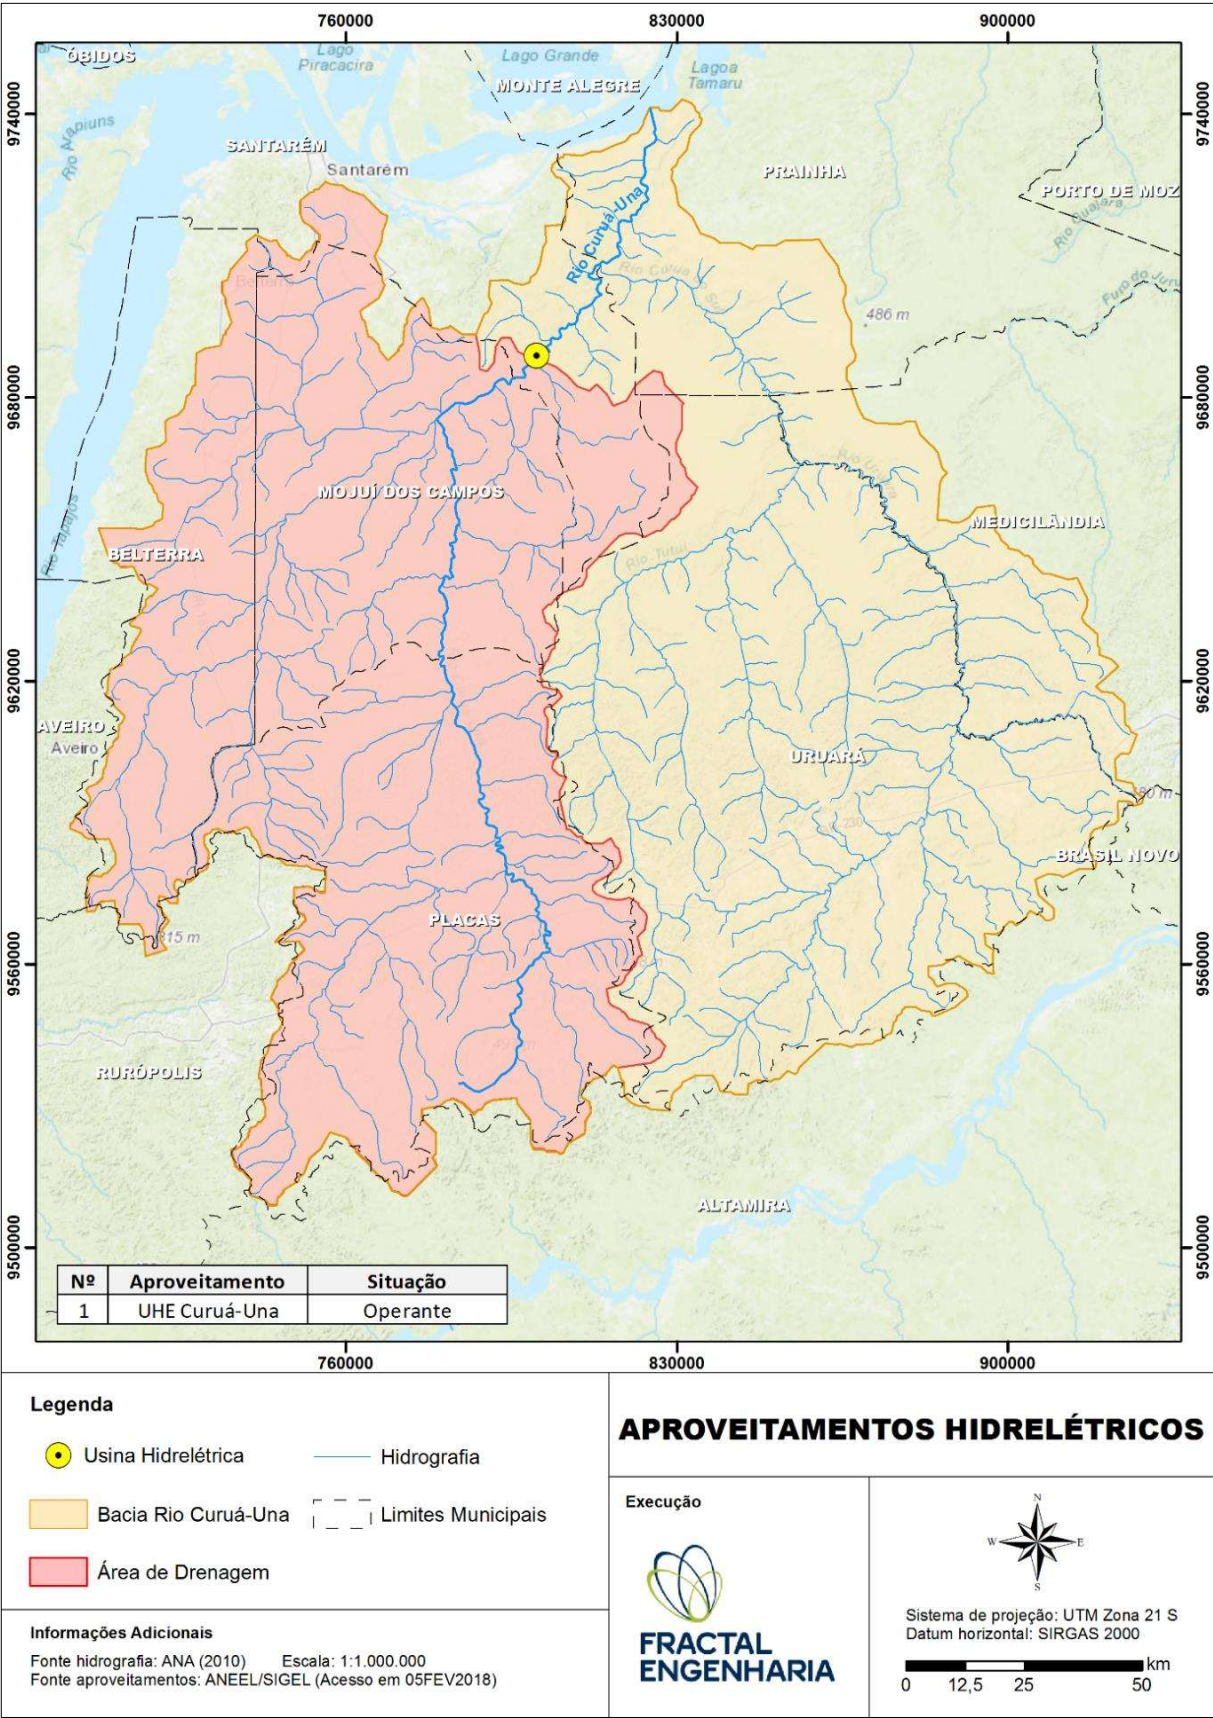 760000
830000
900000
ÓBIDOS
Lago
Piracacira
Lago Grande
Lagoa
Tamaru
MONTE ALEGRE
9740000
9740000
Rio Arapiuns
SANTARÉM
Santarém
PRAINHA
PORTO DE MOZ
Rio Guajara
Rio Curuá-Una
Belterra
Furo do Juru
486 m
9680000
9680000
MOJUÍ DOS CAMPOS
MEDICILÂNDIA
Rio Tapajós
BELTERRA
Rio Tutuí
9620000
9620000
AVEIRO
Aveiro
URUARÁ
BRASIL NOVO
PLACAS
815 m
9560000
9560000
RURÓPOLIS
ALTAMIRA
9500000
9500000
Nº Aproveitamento Situação
1 UHE Curuá-Una Operante
760000
830000
900000
Legenda
Usina Hidrelétrica
Hidrografia
Bacia Rio Curuá-Una
Limites Municipais
Área de Drenagem
Informações Adicionais
Fonte hidrografia: ANA (2010) Escala: 1:1.000.000
Fonte aproveitamentos: ANEEL/SIGEL (Acesso em 05FEV2018)
APROVEITAMENTOS HIDRELÉTRICOS
Execução
FRACTAL
ENGENHARIA
N
W
E
S
Sistema de projeção: UTM Zona 21 S
Datum horizontal: SIRGAS 2000
km
0 12,5 25 50